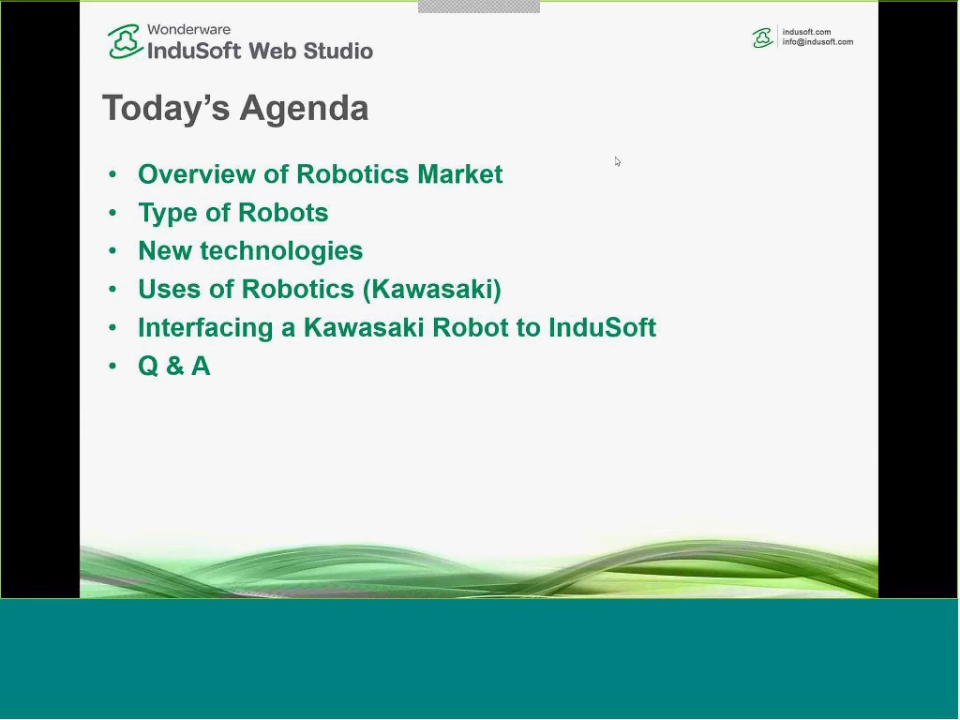 Wonderware
InduSoft Web Studio
indusoft.com
info@indusoft.com
Today's Agenda
• Overview of Robotics Market
• Type of Robots
• New technologies
• Uses of Robotics (Kawasaki)
• Interfacing a Kawasaki Robot to InduSoft
• Q & A